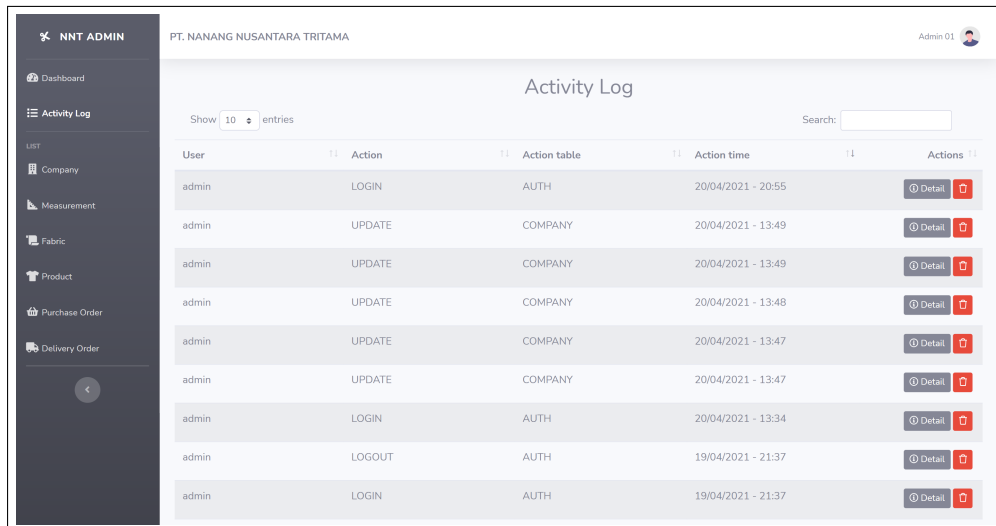 NNT ADMIN
PT. NANANG NUSANTARA TRITAMA
Admin 01
Dashboard
Activity Log
LIST
Company
Measurement
Fabric
Product
Purchase Order
Delivery Order
Activity Log
Show 10 entries
Search:
User Action Action table Action time Actions
admin LOGIN AUTH 20/04/2021 - 20:55 Detail
admin UPDATE COMPANY 20/04/2021 - 13:49 Detail
admin UPDATE COMPANY 20/04/2021 - 13:49 Detail
admin UPDATE COMPANY 20/04/2021 - 13:48 Detail
admin UPDATE COMPANY 20/04/2021 - 13:47 Detail
admin UPDATE COMPANY 20/04/2021 - 13:47 Detail
admin LOGIN AUTH 20/04/2021 - 13:34 Detail
admin LOGOUT AUTH 19/04/2021 - 21:37 Detail
admin LOGIN AUTH 19/04/2021 - 21:37 Detail